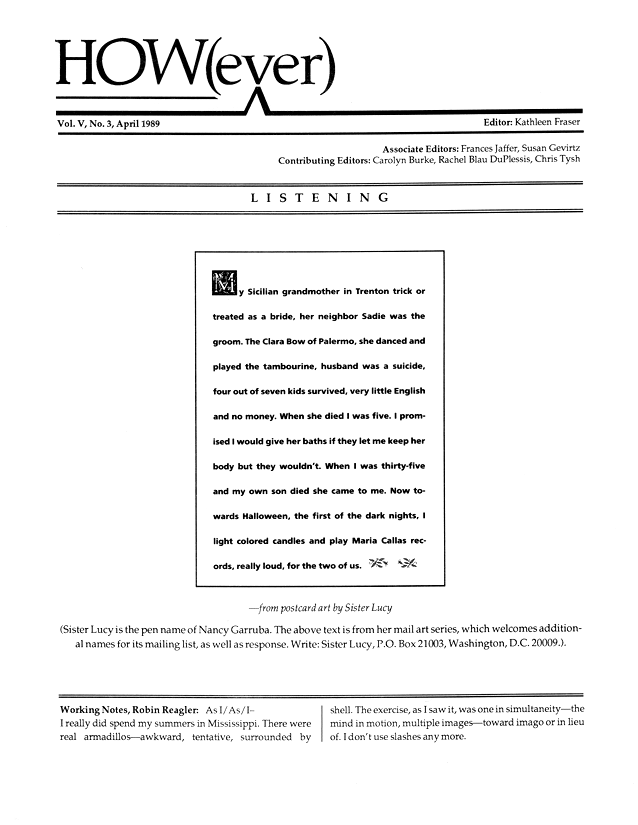 HOW(ever)
Vol. V, No. 3, April 1989
Editor: Kathleen Fraser
Associate Editors: Frances Jaffer, Susan Gevirtz
Contributing Editors: Carolyn Burke, Rachel Blau DuPlessis, Chris Tysh
LISTENING
My Sicilian grandmother in Trenton trick or
treated as a bride, her neighbor Sadie was the
groom. The Clara Bow of Palermo, she danced and
played the tambourine, husband was a suicide,
four out of seven kids survived, very little English
and no money. When she died I was five. I prom-
ised I would give her baths if they let me keep her
body but they wouldn't. When I was thirty-five
and my own son died she came to me. Now to-
wards Halloween, the first of the dark nights, I
light colored candles and play Maria Callas rec-
ords, really loud, for the two of us.
—from postcard art by Sister Lucy
(Sister Lucy is the pen name of Nancy Garruba. The above text is from her mail art series, which welcomes addition-
al names for its mailing list, as well as response. Write: Sister Lucy, P.O. Box 21003, Washington, D.C. 20009.).
Working Notes, Robin Reagler: As I/As/I–
I really did spend my summers in Mississippi. There were
real armadillos—awkward, tentative, surrounded by
shell. The exercise, as I saw it, was one in simultaneity—the
mind in motion, multiple images—toward imago or in lieu
of. I don't use slashes any more.